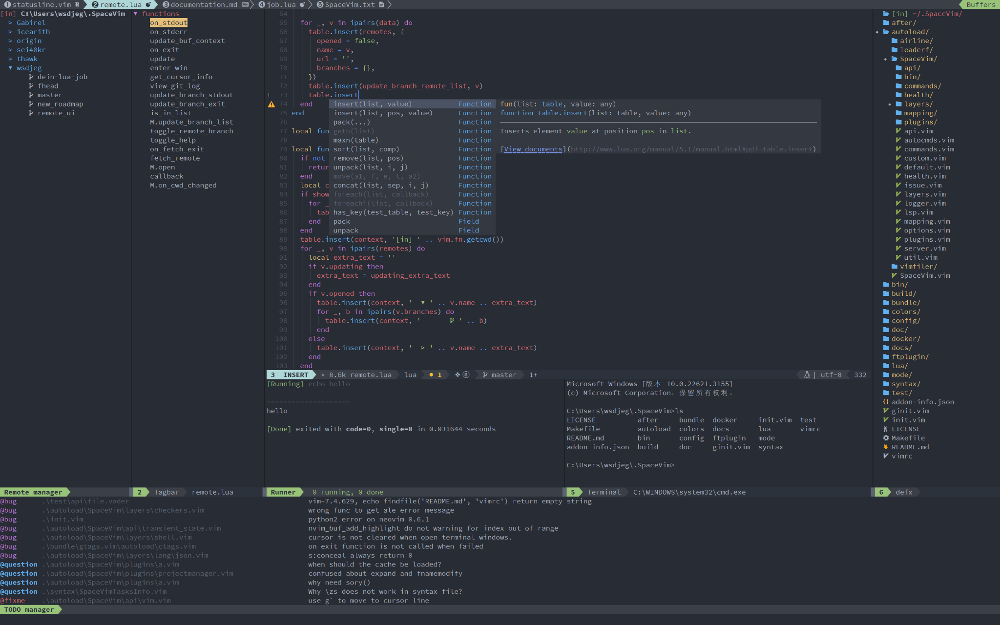 1 statusline.vim 2 remote.lua 3 documentation.md 4 job.lua 5 SpaceVim.txt Buffers
[in] C:\Users\wsdjeg\.SpaceVim
▷ Gabirel
▷ icearith
▷ origin
▷ sei40kr
▷ thawk
▼ wsdjeg
dein-lua-job
fhead
master
new_roadmap
remote_ui
Remote manager
▼ functions
on_stdout
on_stderr
update_buf_context
on_exit
update
enter_win
get_cursor_info
view_git_log
update_branch_stdout
update_branch_exit
is_in_list
M.update_branch_list
toggle_remote_branch
toggle_help
on_fetch_exit
fetch_remote
M.open
callback
M.on_cwd_changed
2 Tagbar remote.lua
64
65 for _, v in ipairs(data) do
66 table.insert(remotes, {
67 opened = false,
68 name = v,
69 url = '',
70 branches = {},
71 })
72 table.insert(update_branch_remote_list, v)
+ 73 table.insert
74 end
75 end
76
77 local fun
78
79 local fun
80 if not
81 retur
82 end
83 local c
84 if show
85 for _
86 tab
87 end
88 end
89 table.insert(context, '[in] ' .. vim.fn.getcwd())
90 for _, v in ipairs(remotes) do
91 local extra_text = ''
92 if v.updating then
93 extra_text = updating_extra_text
94 end
95 if v.opened then
96 table.insert(context, '  ▼ ' .. v.name .. extra_text)
97 for _, b in ipairs(v.branches) do
98 table.insert(context, ' ' .. b)
99 end
100 else
101 table.insert(context, '  ▷ ' .. v.name .. extra_text)
102 end
103 end
insert(list, value) Function
insert(list, pos, value) Function
pack(...) Function
getn(list) Function
maxn(table) Function
sort(list, comp) Function
remove(list, pos) Function
unpack(list, i, j) Function
move(a1, f, e, t, a2) Function
concat(list, sep, i, j) Function
foreach(list, callback) Function
foreachi(list, callback) Function
has_key(test_table, test_key) Function
pack Field
unpack Field
fun(list: table, value: any)
function table.insert(list: table, value: any)
Inserts element value at position pos in list.
[View documents](http://www.lua.org/manual/5.1/manual.html#pdf-table.insert)
3 INSERT * 8.6k remote.lua lua ● 1 ❖ Ⓢ master 1+ | utf-8 332
[Running] echo hello
--------------------
hello
[Done] exited with code=0, single=0 in 0.031644 seconds
Runner 0 running, 0 done
Microsoft Windows [版本 10.0.22621.3155]
(c) Microsoft Corporation。保留所有权利。
C:\Users\wsdjeg\.SpaceVim>ls
LICENSE after bundle docker init.vim test
Makefile autoload colors docs lua vimrc
README.md bin config ftplugin mode
addon-info.json build doc ginit.vim syntax
C:\Users\wsdjeg\.SpaceVim>
5 Terminal C:\WINDOWS\system32\cmd.exe
[in] ~/.SpaceVim/
after/
autoload/
airline/
leaderf/
SpaceVim/
api/
bin/
commands/
health/
layers/
mapping/
plugins/
api.vim
autocmds.vim
commands.vim
custom.vim
default.vim
health.vim
issue.vim
layers.vim
logger.vim
lsp.vim
mapping.vim
options.vim
plugins.vim
server.vim
util.vim
vimfiler/
SpaceVim.vim
bin/
build/
bundle/
colors/
config/
doc/
docker/
docs/
ftplugin/
lua/
mode/
syntax/
test/
addon-info.json
ginit.vim
init.vim
LICENSE
Makefile
README.md
vimrc
6 defx
@bug .\test\api\file.vader vim-7.4.629, echo findfile('README.md', 'vimrc') return empty string
@bug .\autoload\SpaceVim\layers\checkers.vim wrong func to get ale error message
@bug .\init.vim python2 error on neovim 0.6.1
@bug .\autoload\SpaceVim\api\transient_state.vim nvim_buf_add_highlight do not warning for index out of range
@bug .\autoload\SpaceVim\layers\shell.vim cursor is not cleared when open terminal windows.
@bug .\bundle\gtags.vim\autoload\ctags.vim on exit function is not called when failed
@bug .\autoload\SpaceVim\layers\lang\json.vim s:conceal always return 0
@question .\autoload\SpaceVim\plugins\a.vim when should the cache be loaded?
@question .\autoload\SpaceVim\plugins\projectmanager.vim confused about expand and fnamemodify
@question .\autoload\SpaceVim\plugins\a.vim why need sory()
@question .\syntax\SpaceVimTasksInfo.vim Why \zs does not work in syntax file?
@fixme .\autoload\SpaceVim\api\vim.vim use g` to move to cursor line
TODO manager